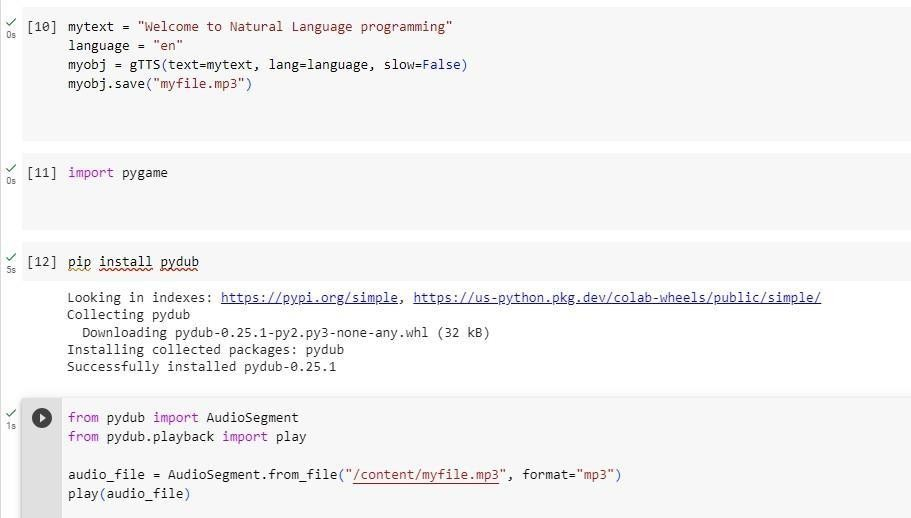 [10] mytext = "Welcome to Natural Language programming"
language = "en"
myobj = gTTS(text=mytext, lang=language, slow=False)
myobj.save("myfile.mp3")
0s
[11] import pygame
0s
[12] pip install pydub
5s
Looking in indexes: https://pypi.org/simple, https://us-python.pkg.dev/colab-wheels/public/simple/
Collecting pydub
Downloading pydub-0.25.1-py2.py3-none-any.whl (32 kB)
Installing collected packages: pydub
Successfully installed pydub-0.25.1
from pydub import AudioSegment
1s
from pydub.playback import play
audio_file = AudioSegment.from_file("/content/myfile.mp3", format="mp3")
play(audio_file)